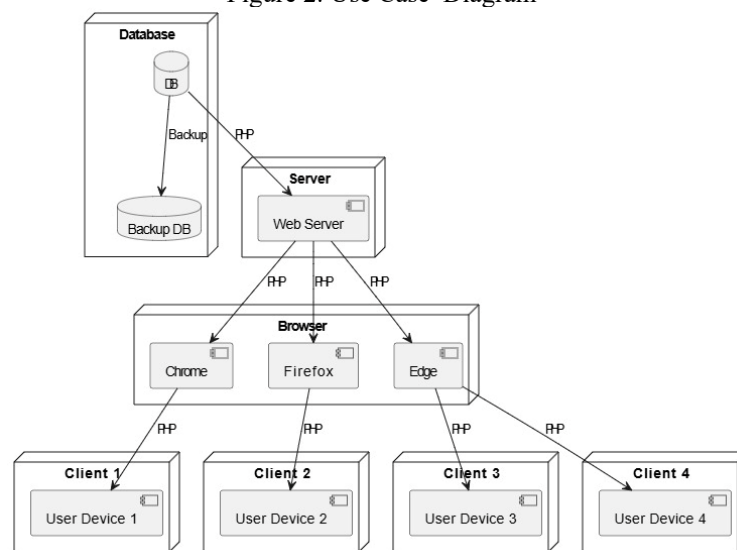 Figure 2. Use Case Diagram
Database
DB
Backup
PHP
Backup DB
Server
Web Server
PHP
PHP
PHP
Browser
Chrome
Firefox
Edge
PHP
PHP
PHP
PHP
Client 1
Client 2
Client 3
Client 4
User Device 1
User Device 2
User Device 3
User Device 4